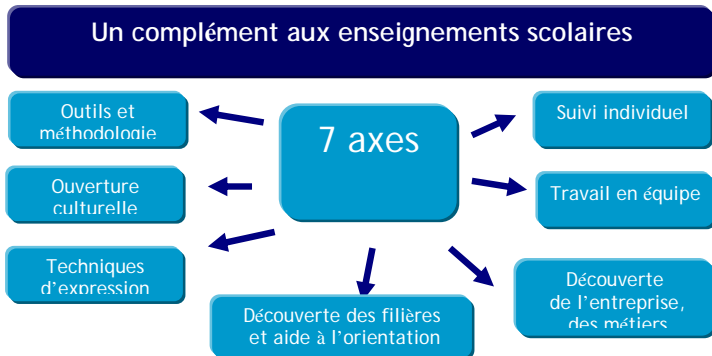 Un complément aux enseignements scolaires
Outils et
méthodologie
7 axes
Suivi individuel
Ouverture
culturelle
Travail en équipe
Techniques
d'expression
Découverte des filières
et aide à l'orientation
Découverte
de l'entreprise,
des métiers